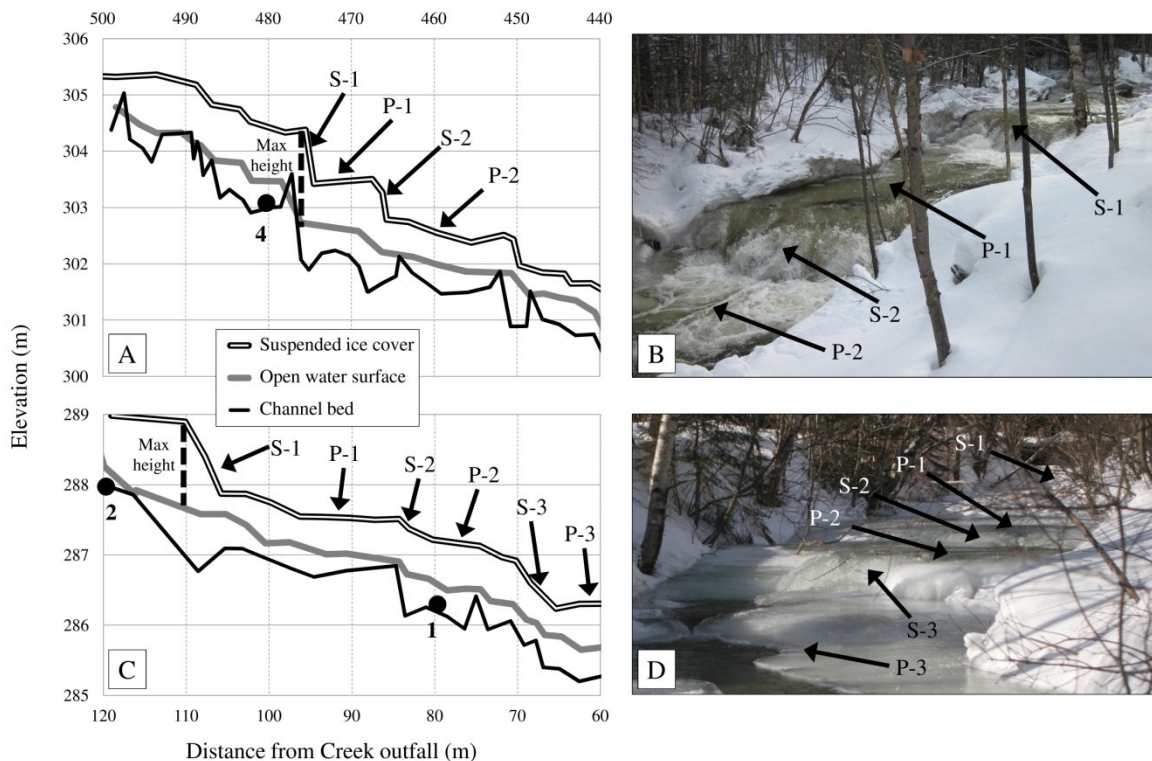 500 490 480 470 460 450 440
306
305
304
303
302
301
300
S-1
P-1
S-2
P-2
Max
height
4
A
Suspended ice cover
Open water surface
Channel bed
S-1
P-1
S-2
P-2
B
Elevation (m)
289
288
287
286
285
Max
height
S-1
P-1
S-2
P-2
S-3
P-3
2
1
C
120 110 100 90 80 70 60
Distance from Creek outfall (m)
S-1
P-1
S-2
P-2
S-3
P-3
D